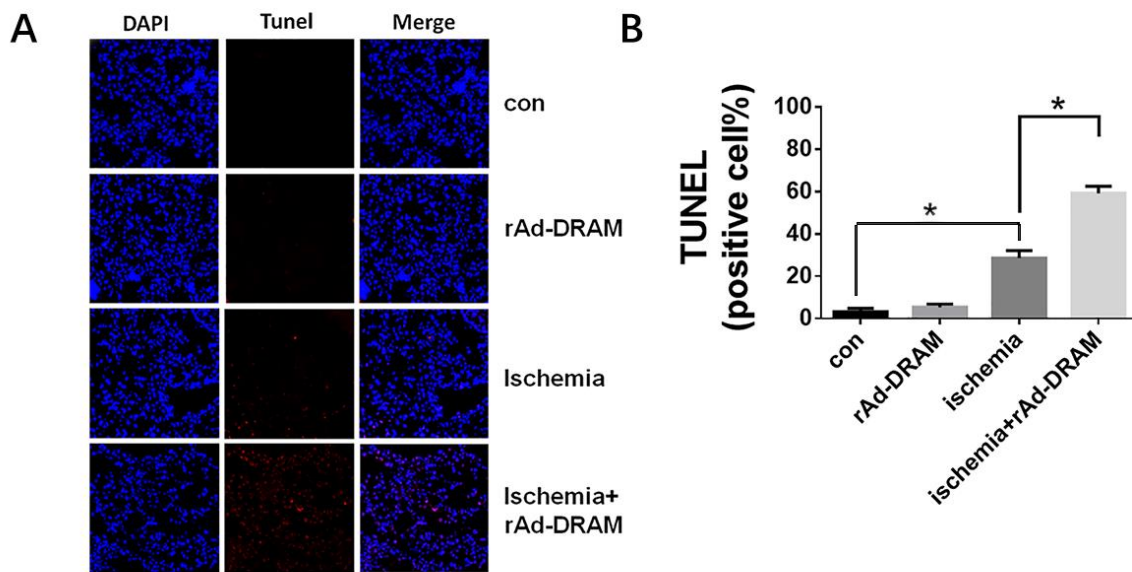 A
DAPI
Tunel
Merge
con
rAd-DRAM
Ischemia
Ischemia+
rAd-DRAM
B
TUNEL
(positive cell%)
100
80
60
40
20
0
*
*
con
rAd-DRAM
ischemia
ischemia+rAd-DRAM